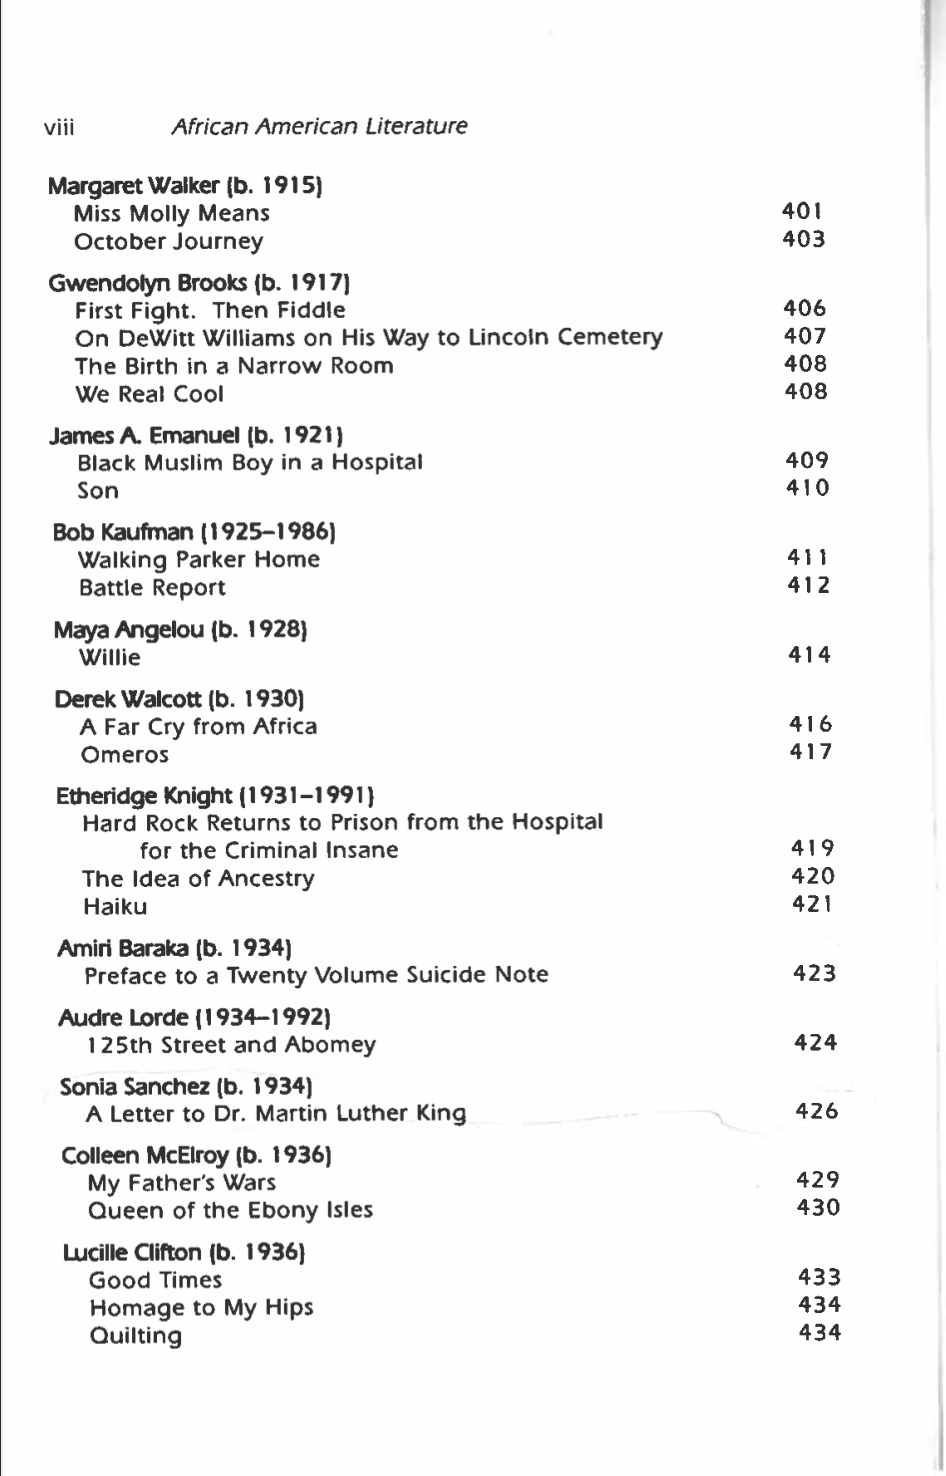 viii African American Literature
Margaret Walker (b. 1915)
Miss Molly Means 401
October Journey 403
Gwendolyn Brooks (b. 1917)
First Fight. Then Fiddle 406
On DeWitt Williams on His Way to Lincoln Cemetery 407
The Birth in a Narrow Room 408
We Real Cool 408
James A. Emanuel (b. 1921)
Black Muslim Boy in a Hospital 409
Son 410
Bob Kaufman (1925–1986)
Walking Parker Home 411
Battle Report 412
Maya Angelou (b. 1928)
Willie 414
Derek Walcott (b. 1930)
A Far Cry from Africa 416
Omeros 417
Etheridge Knight (1931–1991)
Hard Rock Returns to Prison from the Hospital
for the Criminal Insane 419
The Idea of Ancestry 420
Haiku 421
Amiri Baraka (b. 1934)
Preface to a Twenty Volume Suicide Note 423
Audre Lorde (1934–1992)
125th Street and Abomey 424
Sonia Sanchez (b. 1934)
A Letter to Dr. Martin Luther King 426
Colleen McElroy (b. 1936)
My Father's Wars 429
Queen of the Ebony Isles 430
Lucille Clifton (b. 1936)
Good Times 433
Homage to My Hips 434
Quilting 434